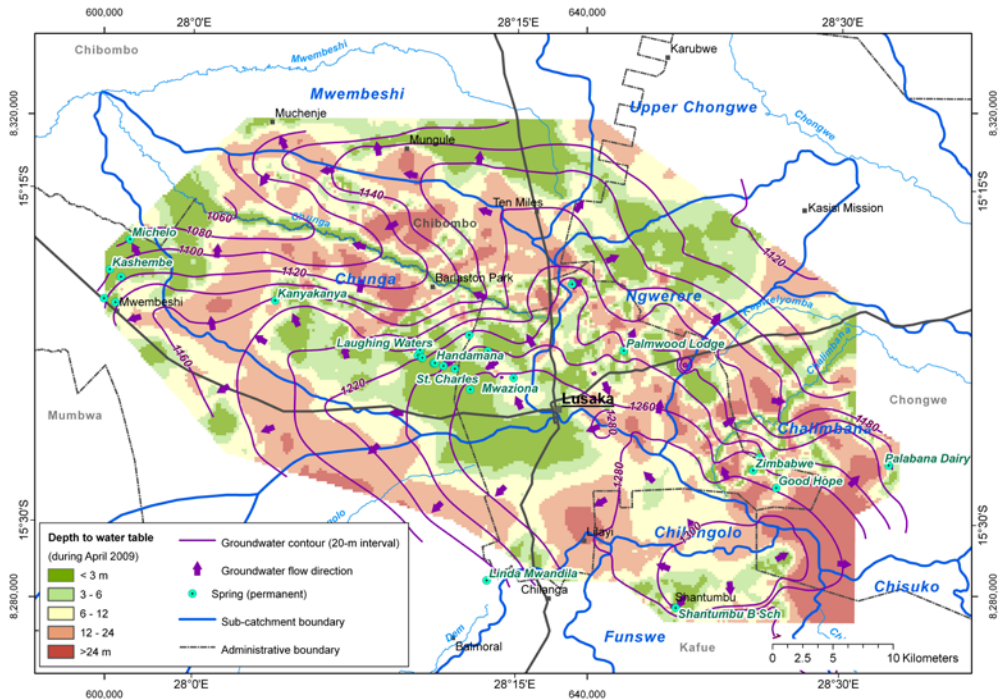 600,000
28°0'E
28°15'E
640,000
28°30'E
Chibombo
Mwembeshi
Karubwe
Mwembeshi
Upper Chongwe
8,320,000
8,320,000
Muchenje
Chongwe
Mungule
15°15'S
15°15'S
1140
Ten Miles
Kasisi Mission
1060
Chunga
Chibombo
Michelo
1080
1100
1120
Kashembe
1120
Chunga
Barlaston Park
Mwembeshi
Kanyakanya
Ngwerere
Kapwelyomba
Laughing Waters
Palmwood Lodge
Chalimbana
1160
Handamana
St. Charles
1220
Mwaziona
Mumbwa
Lusaka
1260
Chongwe
1280
Chalimbana
1180
Zimbabwe
Palabana Dairy
1280
Good Hope
15°30'S
15°30'S
Lilayi
Chilongolo
Linda Mwandila
Chilanga
Chisuko
Shantumbu
Shantumbu B Sch
8,280,000
8,280,000
Funswe
Balmoral
Kafue
Depth to water table
(during April 2009)
< 3 m
3 - 6
6 - 12
12 - 24
>24 m
Groundwater contour (20-m interval)
Groundwater flow direction
Spring (permanent)
Sub-catchment boundary
Administrative boundary
0 2.5 5 10 Kilometers
600,000
28°0'E
28°15'E
640,000
28°30'E